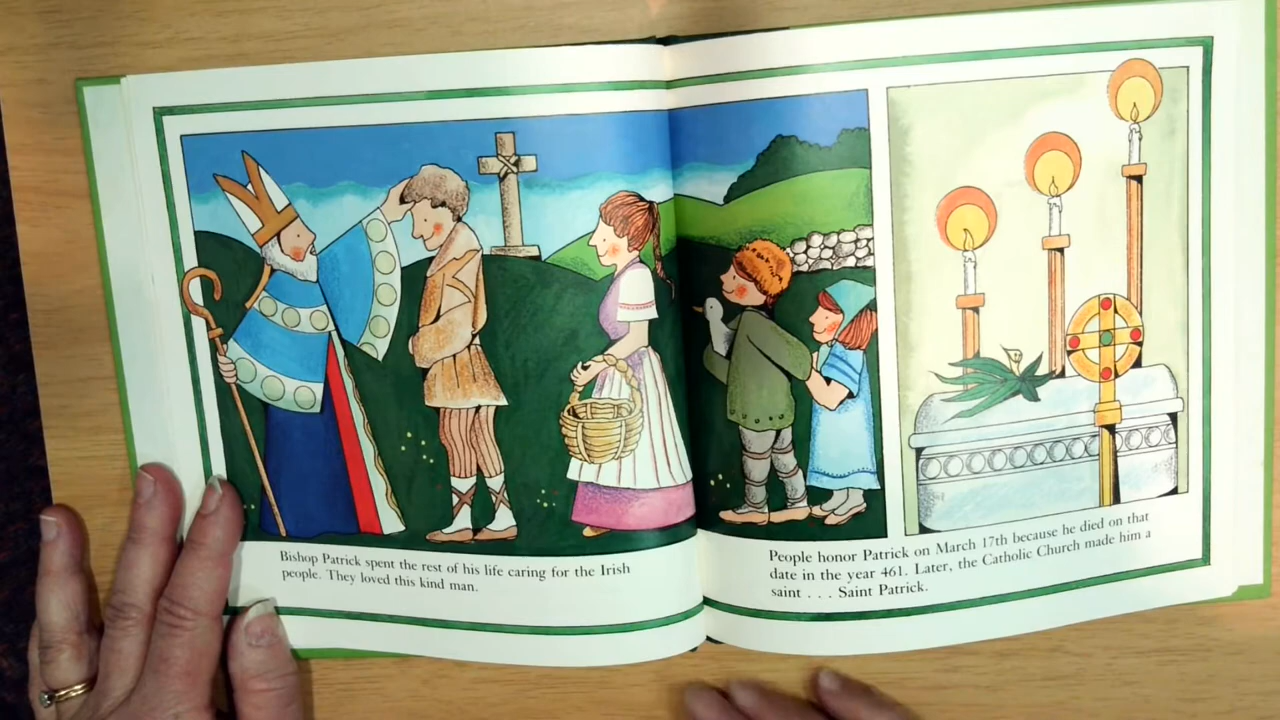 Bishop Patrick spent the rest of his life caring for the Irish
people. They loved this kind man.
People honor Patrick on March 17th because he died on that
date in the year 461. Later, the Catholic Church made him a
saint . . . Saint Patrick.